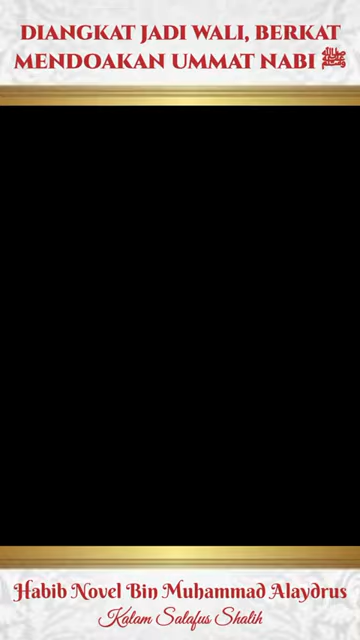 DIANGKAT JADI WALI, BERKAT
MENDOAKAN UMMAT NABI ﷺ
Habib Novel Bin Muhammad Alaydrus
Kalam Salafus Shalih